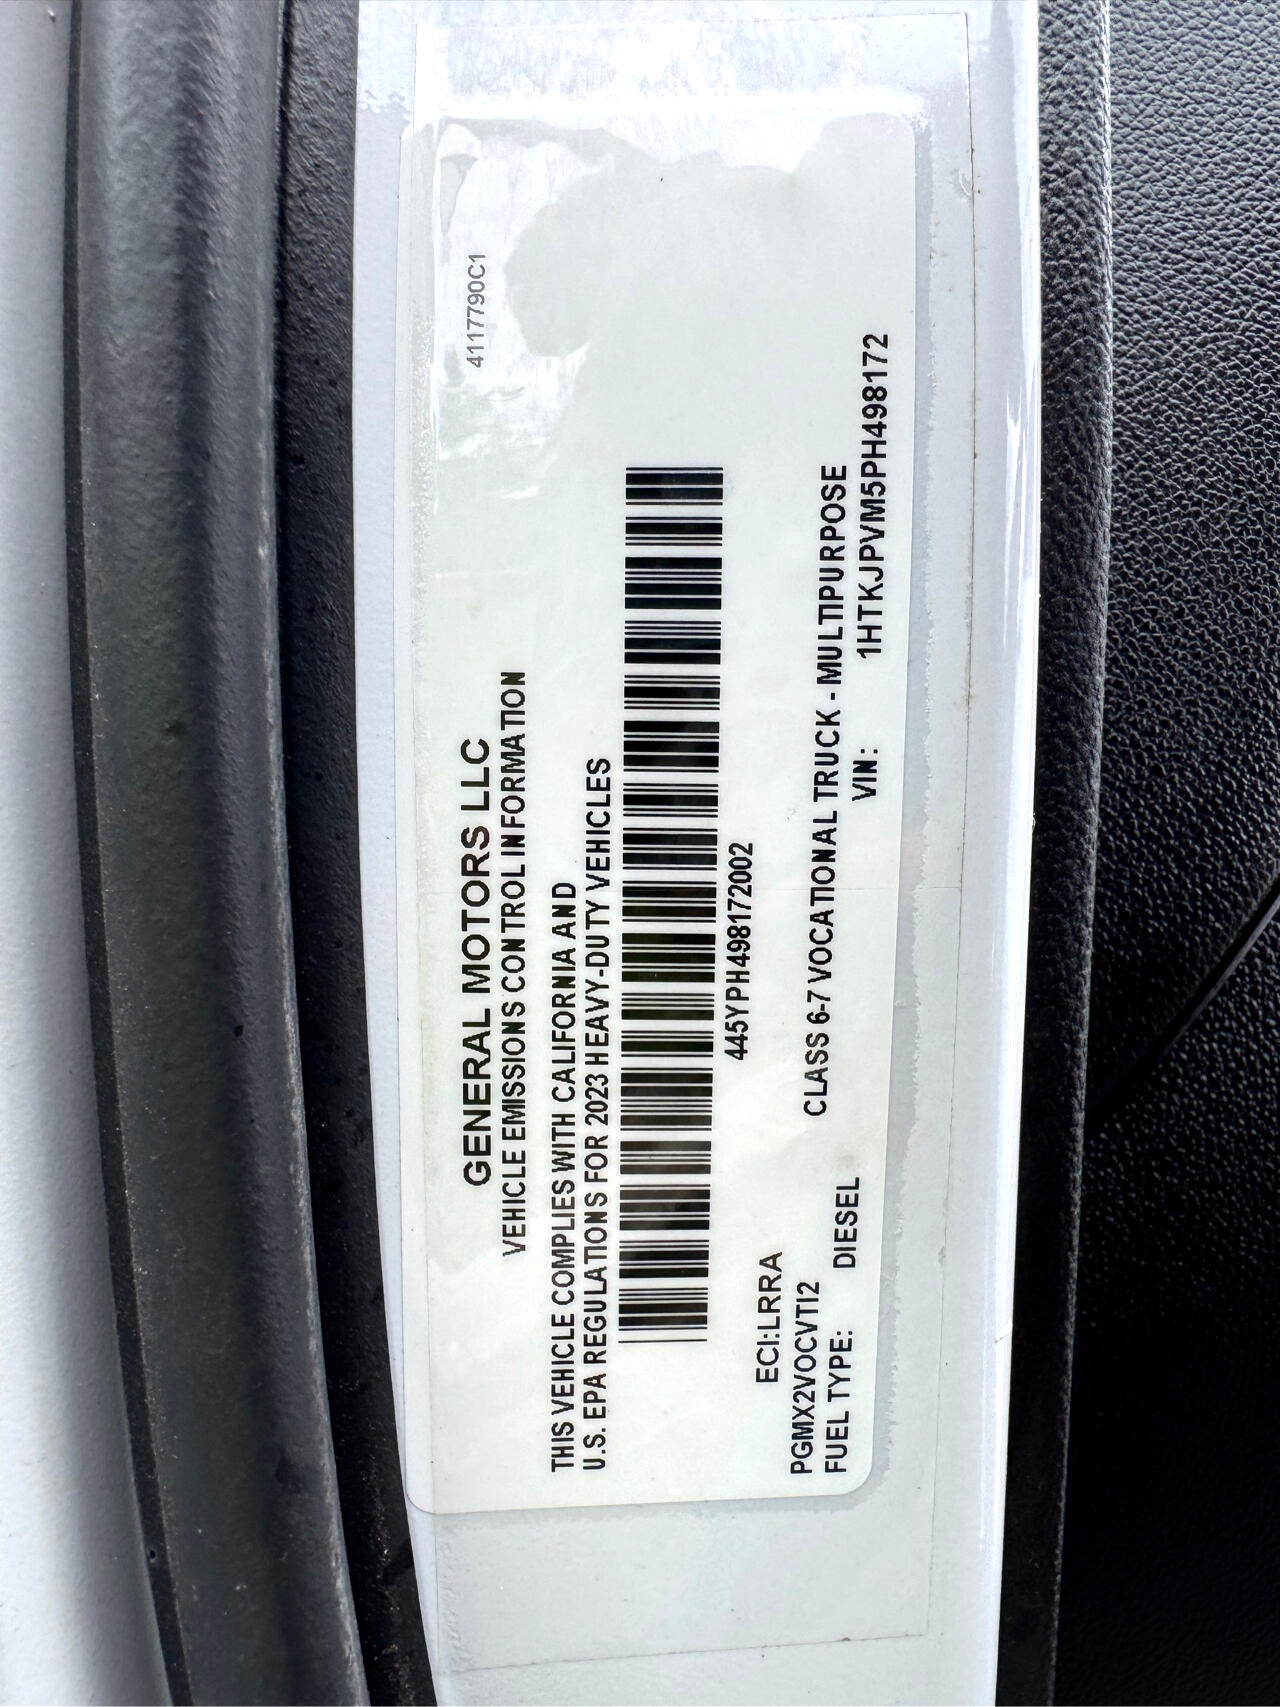 4117790C1
GENERAL MOTORS LLC
VEHICLE EMISSIONS CONTROL INFORMATION
THIS VEHICLE COMPLIES WITH CALIFORNIA AND
U.S. EPA REGULATIONS FOR 2023 HEAVY-DUTY VEHICLES
445YPH498172002
ECI:LRRA
PGMX2VOCVTI2
CLASS 6-7 VOCATIONAL TRUCK - MULTIPURPOSE
FUEL TYPE: DIESEL
VIN: 1HTKJPVM5PH498172